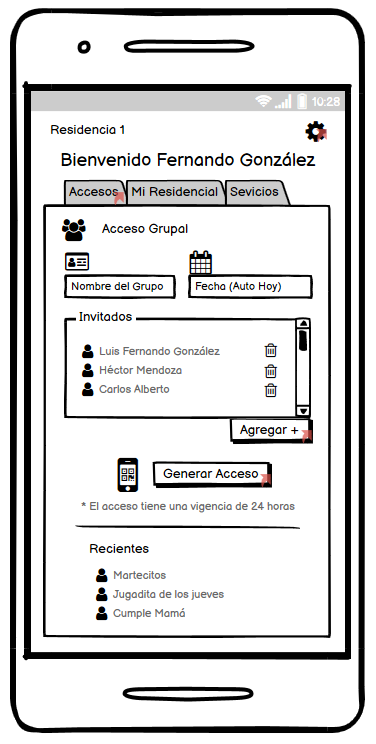 10:28
Residencia 1
Bienvenido Fernando González
Accesos Mi Residencial Sevicios
Acceso Grupal
Nombre del Grupo Fecha (Auto Hoy)
Invitados
Luis Fernando González
Héctor Mendoza
Carlos Alberto
Agregar +
Generar Acceso
* El acceso tiene una vigencia de 24 horas
Recientes
Martecitos
Jugadita de los jueves
Cumple Mamá